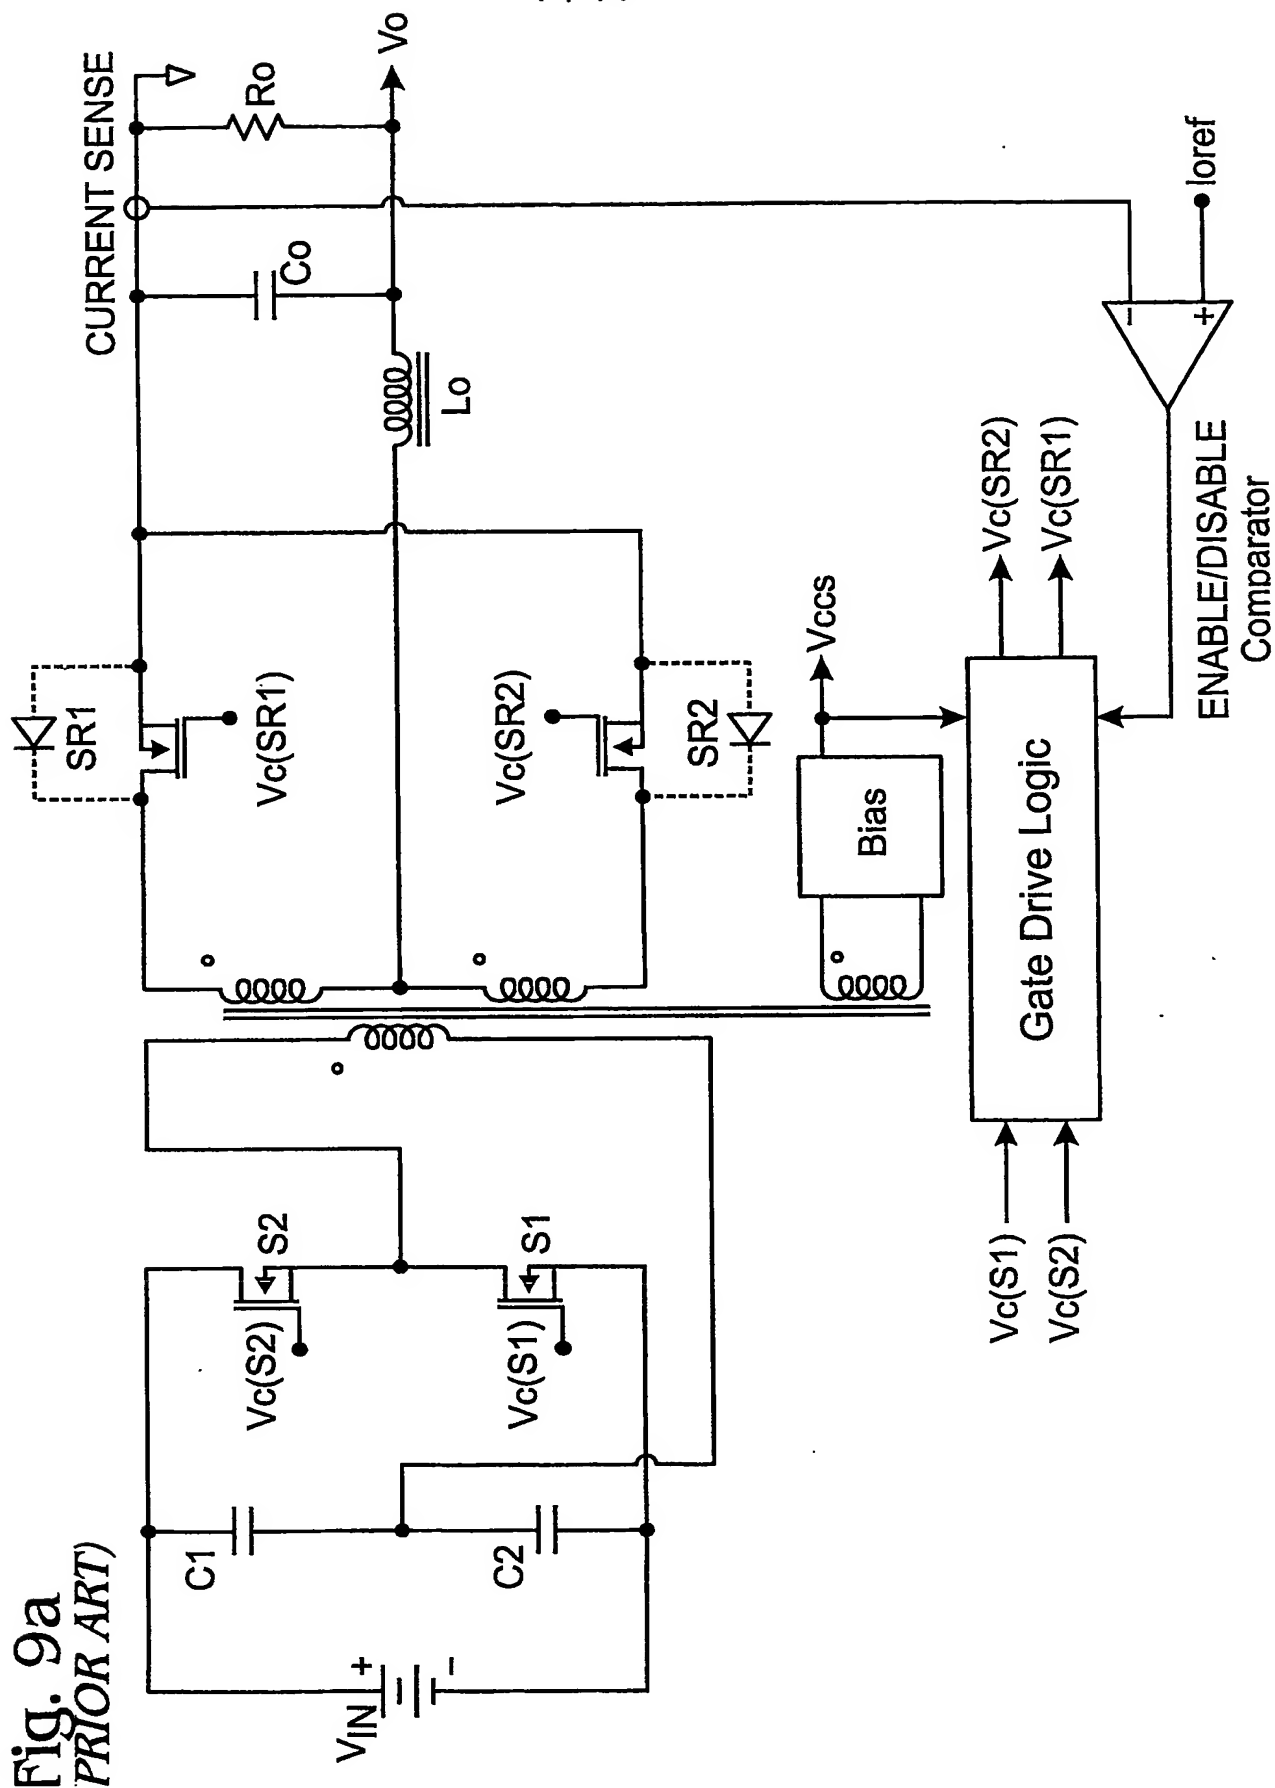 Fig. 9a
(PRIOR ART)
VIN
+
-
C1
C2
Vc(S2)
S2
Vc(S1)
S1
SR1
Vc(SR1)
Vc(SR2)
SR2
Lo
Co
CURRENT SENSE
Ro
Vo
Bias
Vccs
Vc(S1)
Vc(S2)
Gate Drive Logic
Vc(SR2)
Vc(SR1)
-
+
Ioref
ENABLE/DISABLE
Comparator